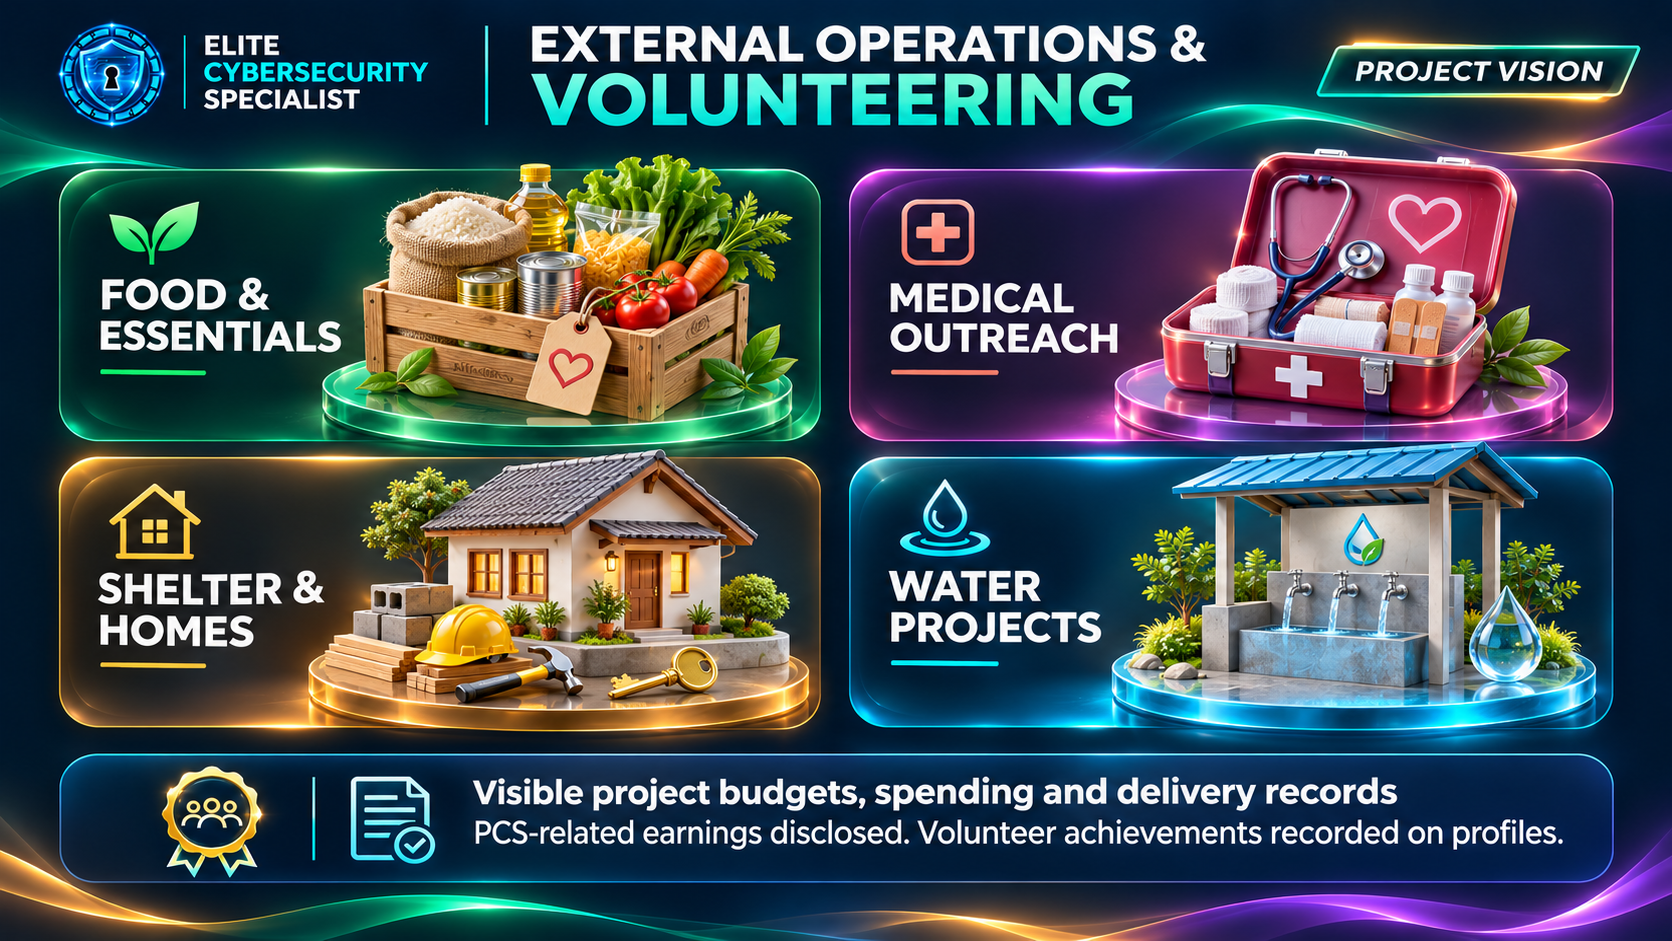 ELITE
CYBERSECURITY
SPECIALIST
EXTERNAL OPERATIONS &
VOLUNTEERING
PROJECT VISION
FOOD &
ESSENTIALS
MEDICAL
OUTREACH
SHELTER &
HOMES
WATER
PROJECTS
Visible project budgets, spending and delivery records
PCS-related earnings disclosed. Volunteer achievements recorded on profiles.